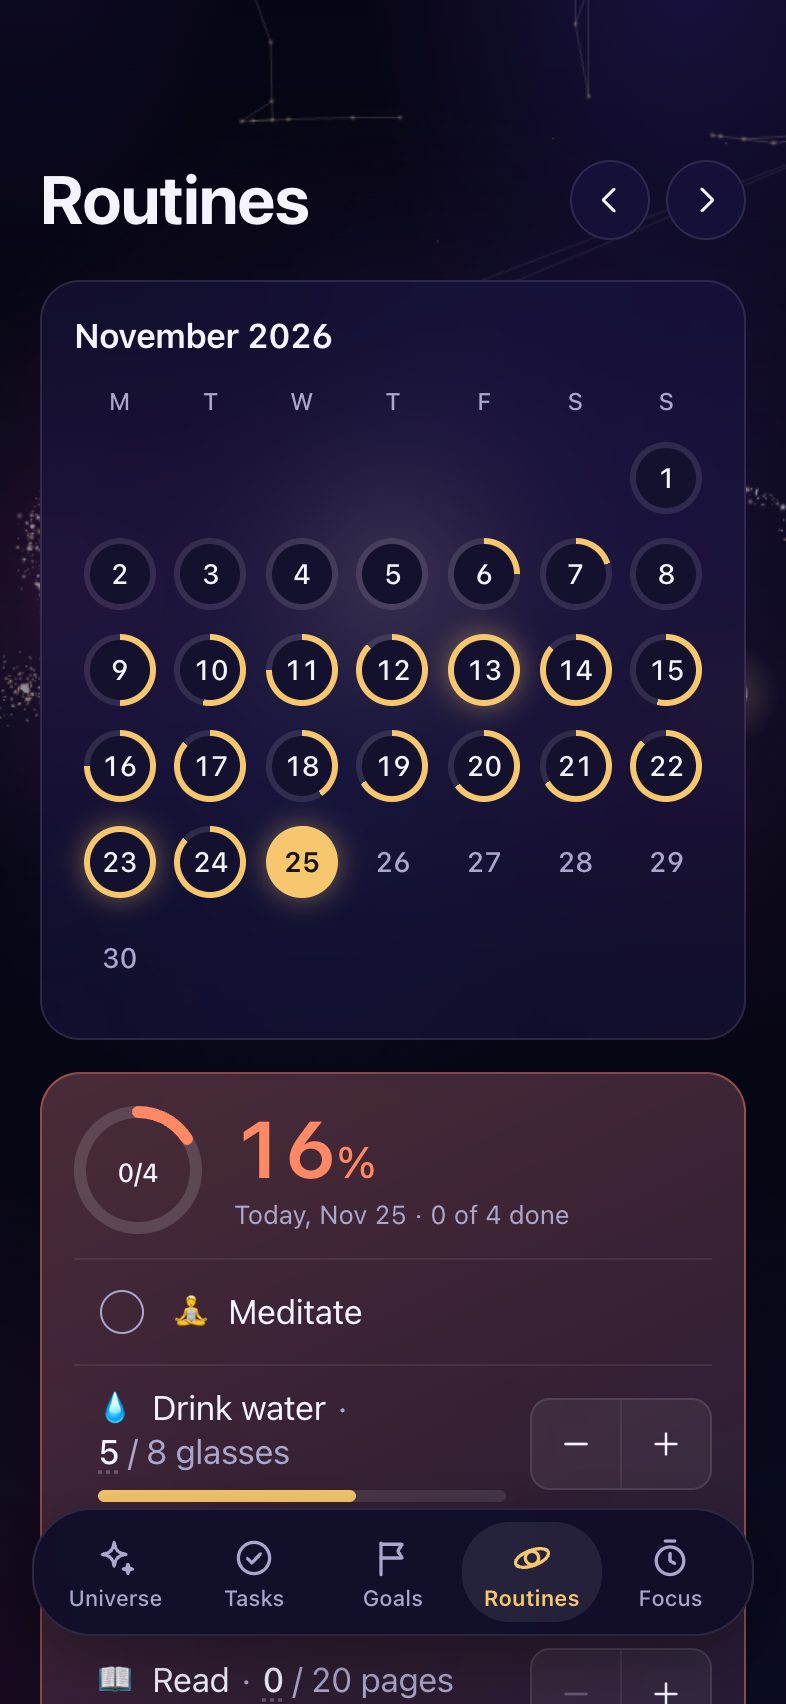 Routines
November 2026
M T W T F S S
1
2 3 4 5 6 7 8
9 10 11 12 13 14 15
16 17 18 19 20 21 22
23 24 25 26 27 28 29
30
0/4
16%
Today, Nov 25 · 0 of 4 done
Meditate
Drink water ·
5 / 8 glasses
Universe Tasks Goals Routines Focus
Read · 0 / 20 pages